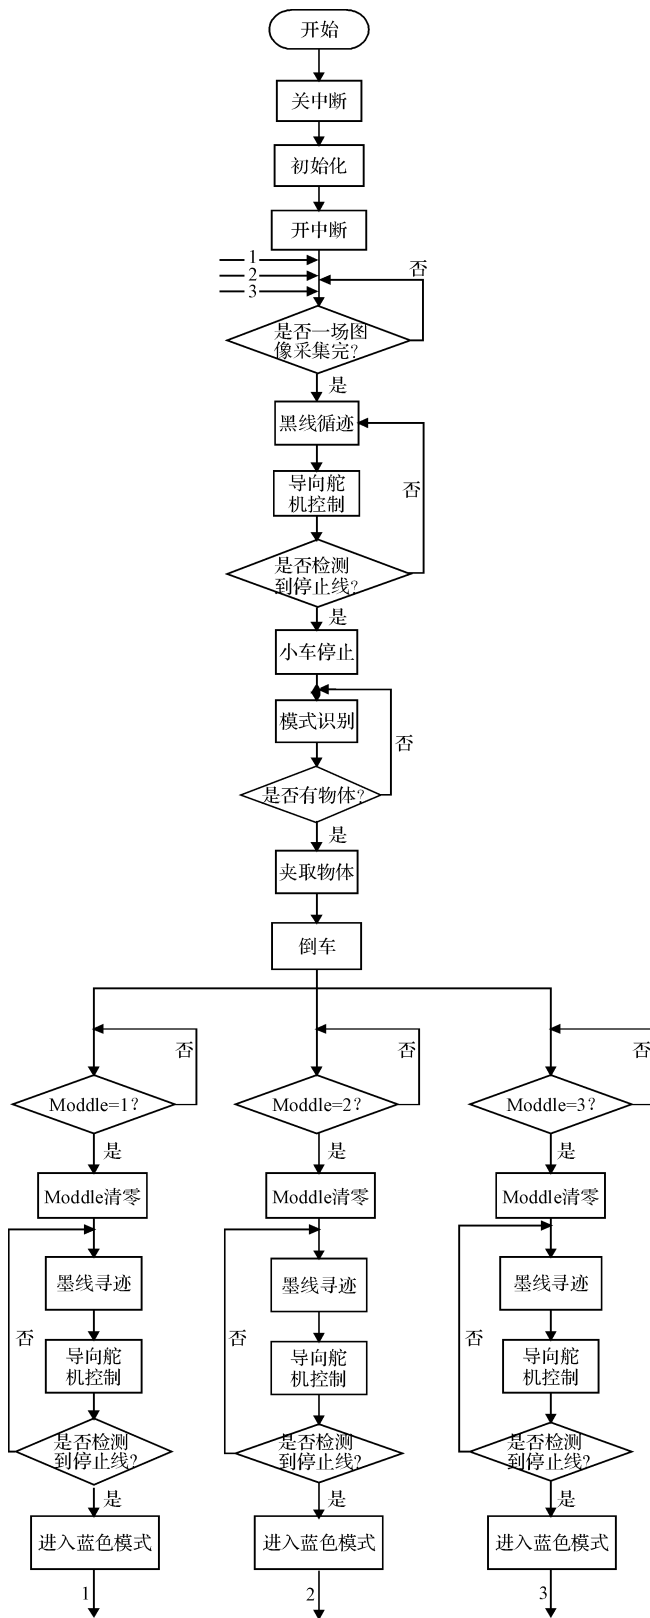 开始
关中断
初始化
开中断
1
否
2
3
是否一场图
像采集完?
是
黑线循迹
导向舵
机控制
否
是否检测
到停止线?
是
小车停止
模式识别
否
是否有物体?
是
夹取物体
倒车
否
否
否
Moddle=1?
Moddle=2?
Moddle=3?
是
是
是
Moddle清零
Moddle清零
Moddle清零
墨线寻迹
墨线寻迹
墨线寻迹
否
否
否
导向舵
机控制
导向舵
机控制
导向舵
机控制
是否检测
到停止线?
是否检测
到停止线?
是否检测
到停止线?
是
是
是
进入蓝色模式
进入蓝色模式
进入蓝色模式
1
2
3